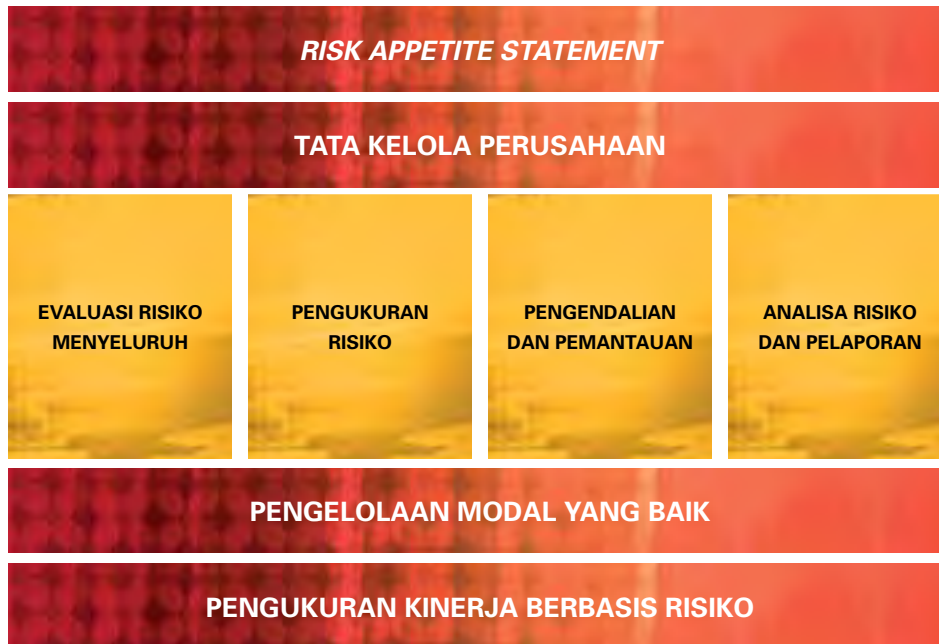 RISK APPETITE STATEMENT
TATA KELOLA PERUSAHAAN
EVALUASI RISIKO
MENYELURUH
PENGUKURAN
RISIKO
PENGENDALIAN
DAN PEMANTAUAN
ANALISA RISIKO
DAN PELAPORAN
PENGELOLAAN MODAL YANG BAIK
PENGUKURAN KINERJA BERBASIS RISIKO